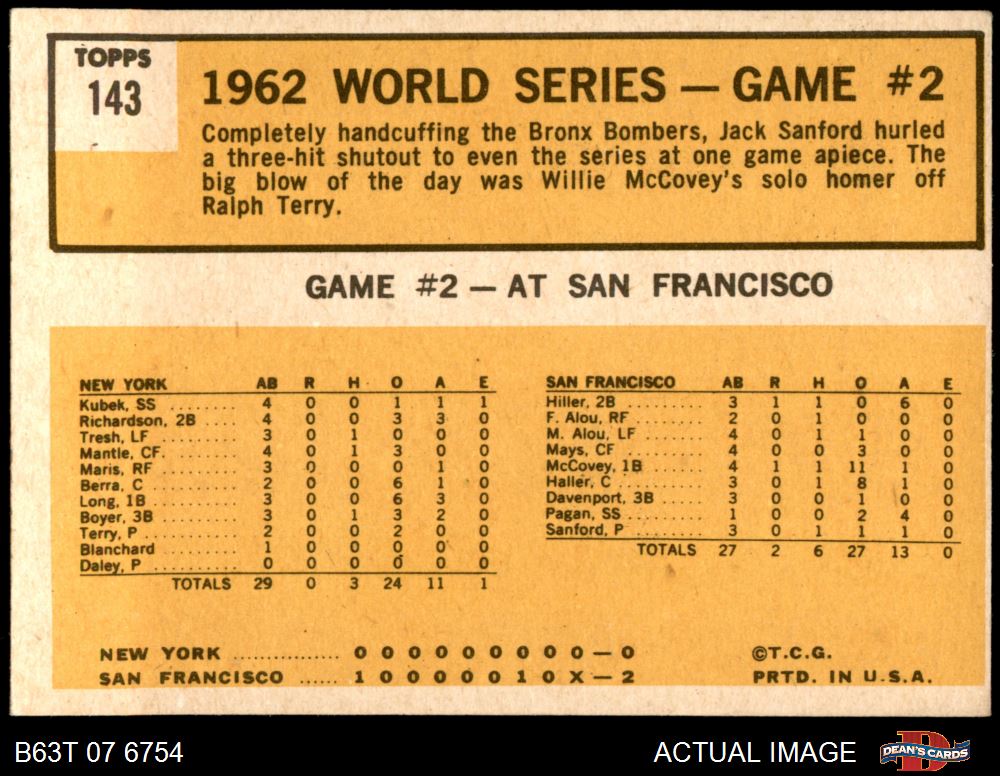 TOPPS
143
1962 WORLD SERIES — GAME #2
Completely handcuffing the Bronx Bombers, Jack Sanford hurled
a three-hit shutout to even the series at one game apiece. The
big blow of the day was Willie McCovey's solo homer off
Ralph Terry.
GAME #2 — AT SAN FRANCISCO
NEW YORK AB R H O A E
Kubek, SS ......... 4 0 0 1 1 1
Richardson, 2B .... 4 0 0 3 3 0
Tresh, LF ......... 3 0 1 0 0 0
Mantle, CF. ........ 4 0 1 3 0 0
Maris, RF ......... 3 0 0 0 1 0
Berra, C .......... 2 0 0 6 1 0
Long, 1B .......... 3 0 0 6 3 0
Boyer, 3B ......... 3 0 1 3 2 0
Terry, P .......... 2 0 0 2 0 0
Blanchard ......... 1 0 0 0 0 0
Daley, P .......... 0 0 0 0 0 0
TOTALS 29 0 3 24 11 1
SAN FRANCISCO AB R H O A E
Hiller, 2B ......... 3 1 1 0 6 0
F. Alou, RF ........ 2 0 1 0 0 0
M. Alou, LF ........ 4 0 1 1 0 0
Mays, CF .......... 4 0 0 3 0 0
McCovey, 1B ....... 4 1 1 11 1 0
Haller, C .......... 3 0 1 8 1 0
Davenport, 3B ..... 3 0 0 1 0 0
Pagan, SS ......... 1 0 0 2 4 0
Sanford, P ......... 3 0 1 1 1 0
TOTALS 27 2 6 27 13 0
NEW YORK ................ 0 0 0 0 0 0 0 0 0 — 0
SAN FRANCISCO ...... 1 0 0 0 0 0 1 0 X — 2
©T.C.G.
PRTD. IN U.S.A.
B63T 07 6754
ACTUAL IMAGE
D
DEAN'S CARDS